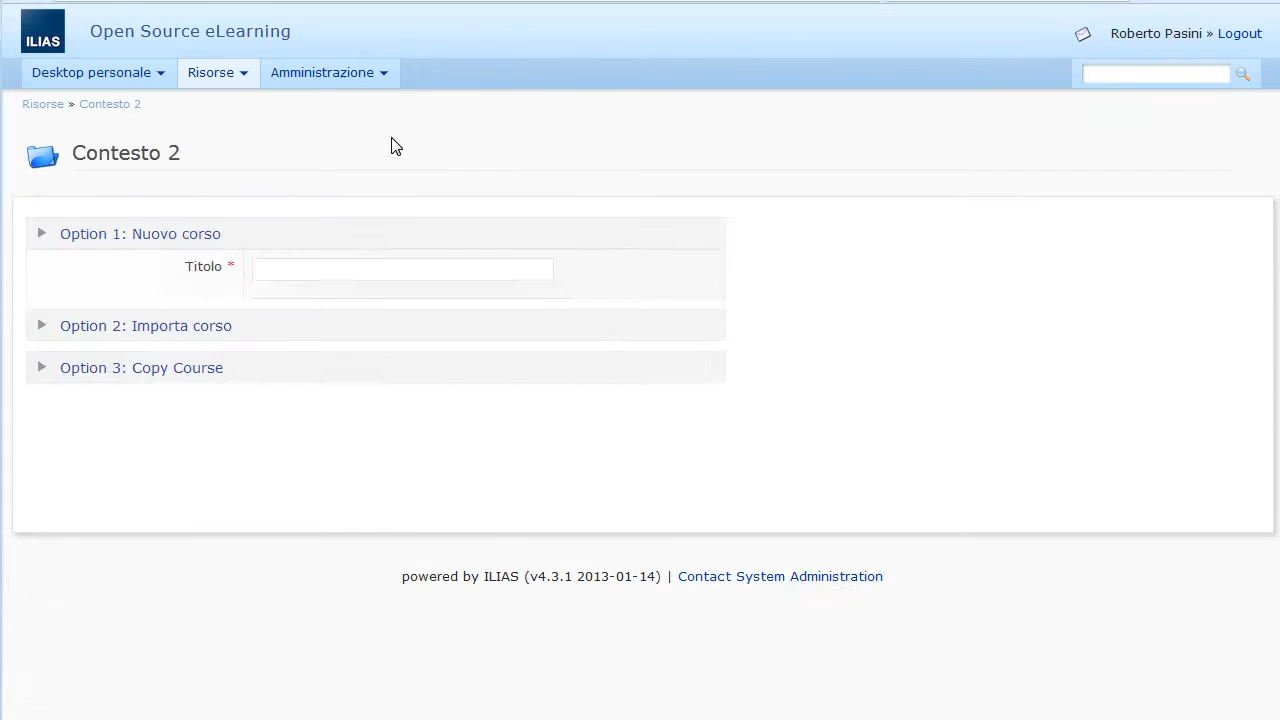 ILIAS
Open Source eLearning
Roberto Pasini » Logout
Desktop personale Risorse Amministrazione
Risorse » Contesto 2
Contesto 2
Option 1: Nuovo corso
Titolo *
Option 2: Importa corso
Option 3: Copy Course
powered by ILIAS (v4.3.1 2013-01-14) | Contact System Administration